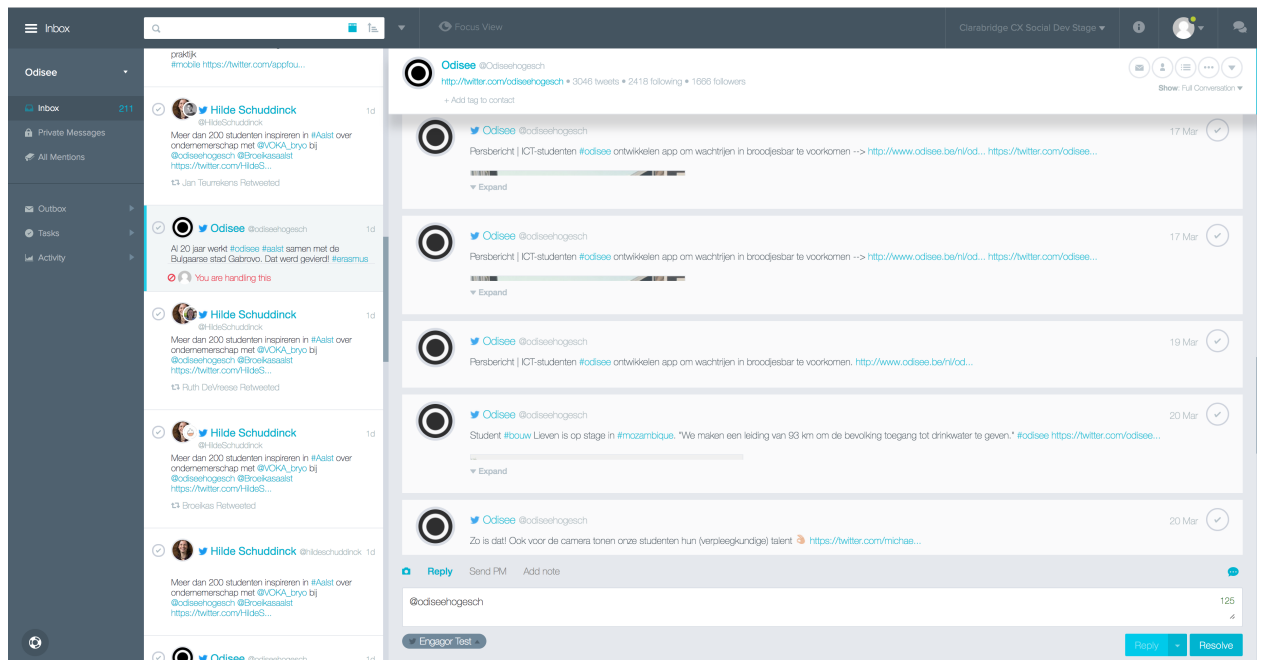 Inbox
Focus View
Clarabridge CX Social Dev Stage
Odisee
Inbox 211
Private Messages
All Mentions
Outbox
Tasks
Activity
praktijk
#mobile https://twitter.com/appfou...
Hilde Schuddinck 1d
@HildeSchuddinck
Meer dan 200 studenten inspireren in #Aalst over
ondernemerschap met @VOKA_bryo bij
@odiseehogesch @Broeikasaalst
https://twitter.com/HildeS...
Jan Teurrekens Retweeted
Odisee @odiseehogesch 1d
Al 20 jaar werkt #odisee #aalst samen met de
Bulgaarse stad Gabrovo. Dat werd gevierd! #erasmus
You are handling this
Hilde Schuddinck 1d
@HildeSchuddinck
Meer dan 200 studenten inspireren in #Aalst over
ondernemerschap met @VOKA_bryo bij
@odiseehogesch @Broeikasaalst
https://twitter.com/HildeS...
Ruth DeVreese Retweeted
Hilde Schuddinck 1d
@HildeSchuddinck
Meer dan 200 studenten inspireren in #Aalst over
ondernemerschap met @VOKA_bryo bij
@odiseehogesch @Broeikasaalst
https://twitter.com/HildeS...
Broeikas Retweeted
Hilde Schuddinck @hildeschuddinck 1d
Meer dan 200 studenten inspireren in #Aalst over
ondernemerschap met @VOKA_bryo bij
@odiseehogesch @Broeikasaalst
https://twitter.com/HildeS...
Odisee @odiseehogesch 1d
Odisee @Odiseehogesch
http://twitter.com/odiseehogesch • 3046 tweets • 2418 following • 1666 followers
+ Add tag to contact
Show: Full Conversation
Odisee @odiseehogesch 17 Mar
Persbericht | ICT-studenten #odisee ontwikkelen app om wachtrijen in broodjesbar te voorkomen --> http://www.odisee.be/nl/od... https://twitter.com/odisee...
Expand
Odisee @odiseehogesch 17 Mar
Persbericht | ICT-studenten #odisee ontwikkelen app om wachtrijen in broodjesbar te voorkomen --> http://www.odisee.be/nl/od... https://twitter.com/odisee...
Expand
Odisee @odiseehogesch 19 Mar
Persbericht | ICT-studenten #odisee ontwikkelen app om wachtrijen in broodjesbar te voorkomen. http://www.odisee.be/nl/od...
Odisee @odiseehogesch 20 Mar
Student #bouw Lieven is op stage in #mozambique. "We maken een leiding van 93 km om de bevolking toegang tot drinkwater te geven." #odisee https://twitter.com/odisee...
...
Expand
Odisee @odiseehogesch 20 Mar
Zo is dat! Ook voor de camera tonen onze studenten hun (verpleegkundige) talent 👌 https://twitter.com/michae...
Reply Send PM Add note
@odiseehogesch 125
Engagor Test
Reply Resolve